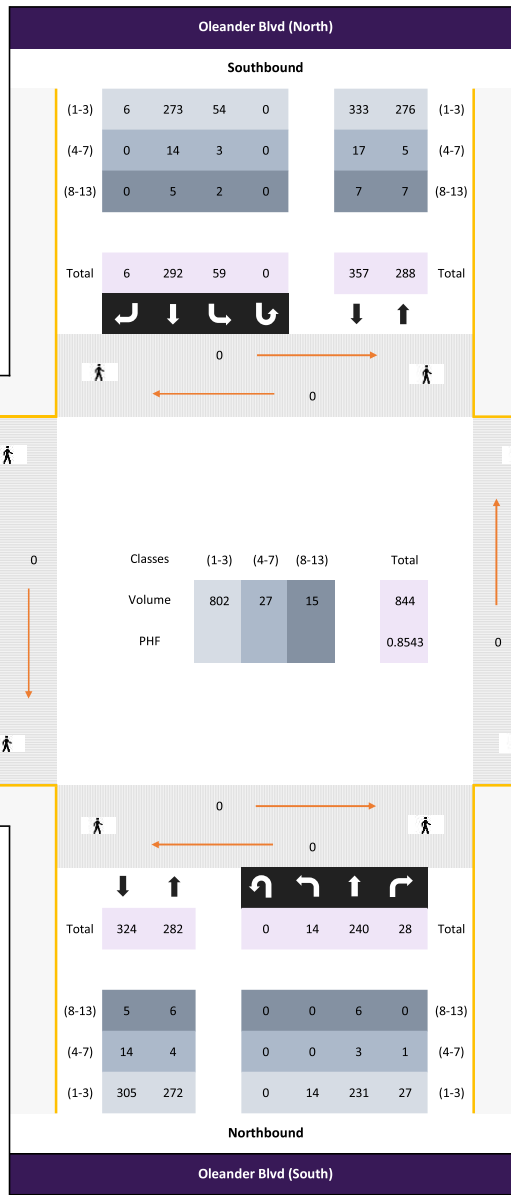 Oleander Blvd (North)
Southbound
(1-3) 6 273 54 0 333 276 (1-3)
(4-7) 0 14 3 0 17 5 (4-7)
(8-13) 0 5 2 0 7 7 (8-13)
Total 6 292 59 0 357 288 Total
0
0
0
Classes (1-3) (4-7) (8-13) Total
Volume 802 27 15 844
PHF 0.8543
0
0
0
Total 324 282 0 14 240 28 Total
(8-13) 5 6 0 0 6 0 (8-13)
(4-7) 14 4 0 0 3 1 (4-7)
(1-3) 305 272 0 14 231 27 (1-3)
Northbound
Oleander Blvd (South)